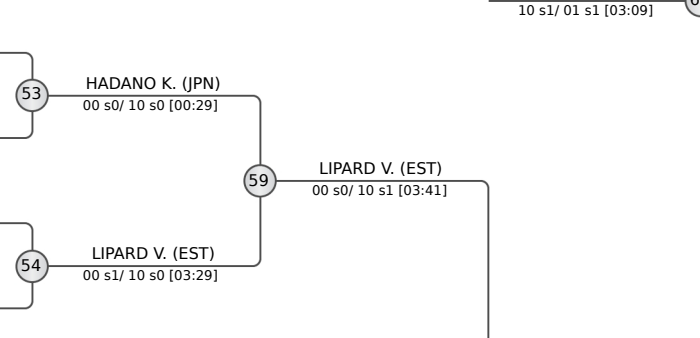 10 s1/ 01 s1 [03:09]
53
HADANO K. (JPN)
00 s0/ 10 s0 [00:29]
59
LIPARD V. (EST)
00 s0/ 10 s1 [03:41]
54
LIPARD V. (EST)
00 s1/ 10 s0 [03:29]